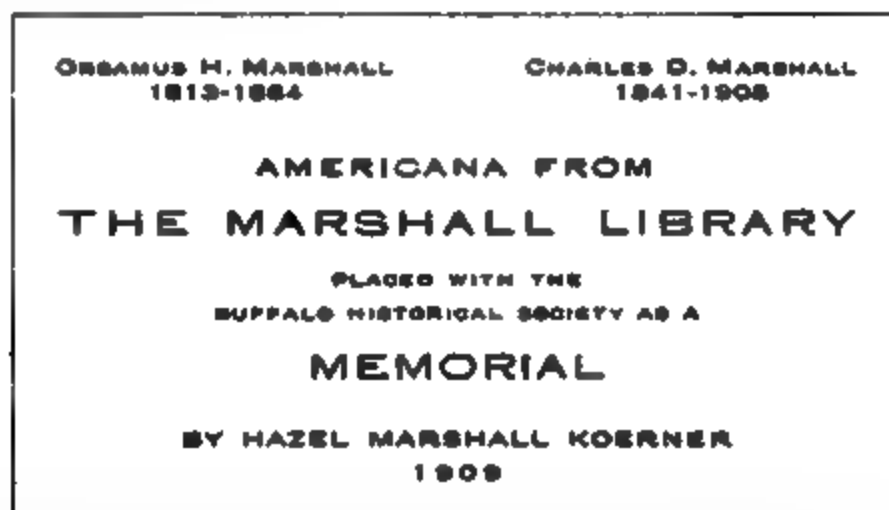 ORSAMUS H. MARSHALL CHARLES D. MARSHALL
1813-1884 1841-1908
AMERICANA FROM
THE MARSHALL LIBRARY
PLACED WITH THE
BUFFALO HISTORICAL SOCIETY AS A
MEMORIAL
BY HAZEL MARSHALL KOERNER
1909